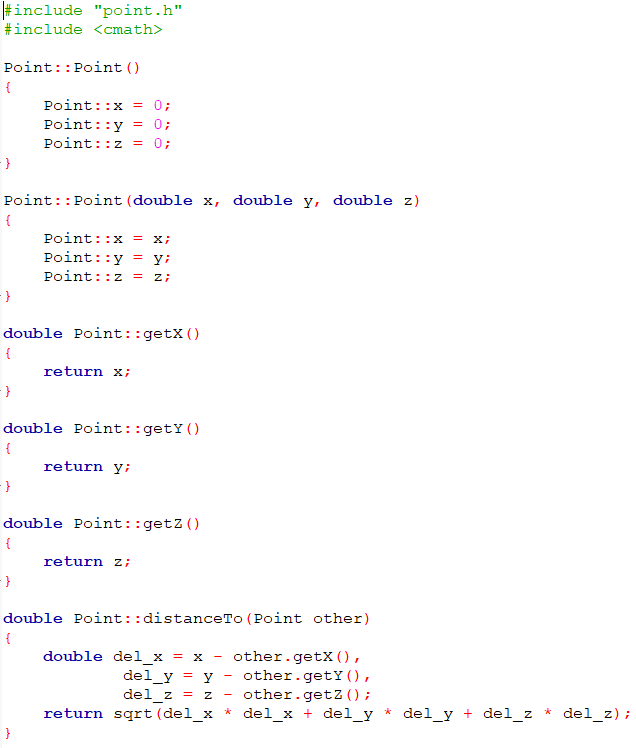 #include "point.h"
#include <cmath>
Point::Point()
{
    Point::x = 0;
    Point::y = 0;
    Point::z = 0;
}
Point::Point(double x, double y, double z)
{
    Point::x = x;
    Point::y = y;
    Point::z = z;
}
double Point::getX()
{
    return x;
}
double Point::getY()
{
    return y;
}
double Point::getZ()
{
    return z;
}
double Point::distanceTo(Point other)
{
    double del_x = x - other.getX(),
            del_y = y - other.getY(),
            del_z = z - other.getZ();
    return sqrt(del_x * del_x + del_y * del_y + del_z * del_z);
}